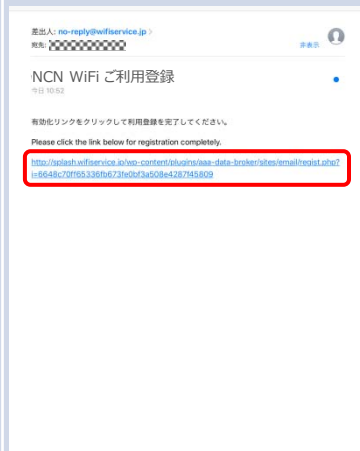 差出人: no-reply@wifiservice.jp >
宛先:
非表示
NCN WiFi ご利用登録
今日 10:52
有効化リンクをクリックして利用登録を完了してください。
Please click the link below for registration completely.
http://splash.wifiservice.jp/wp-content/plugins/aaa-data-broker/sites/email/regist.php?
i=6648c70ff65336fb673fe0bf3a508e4287f45809